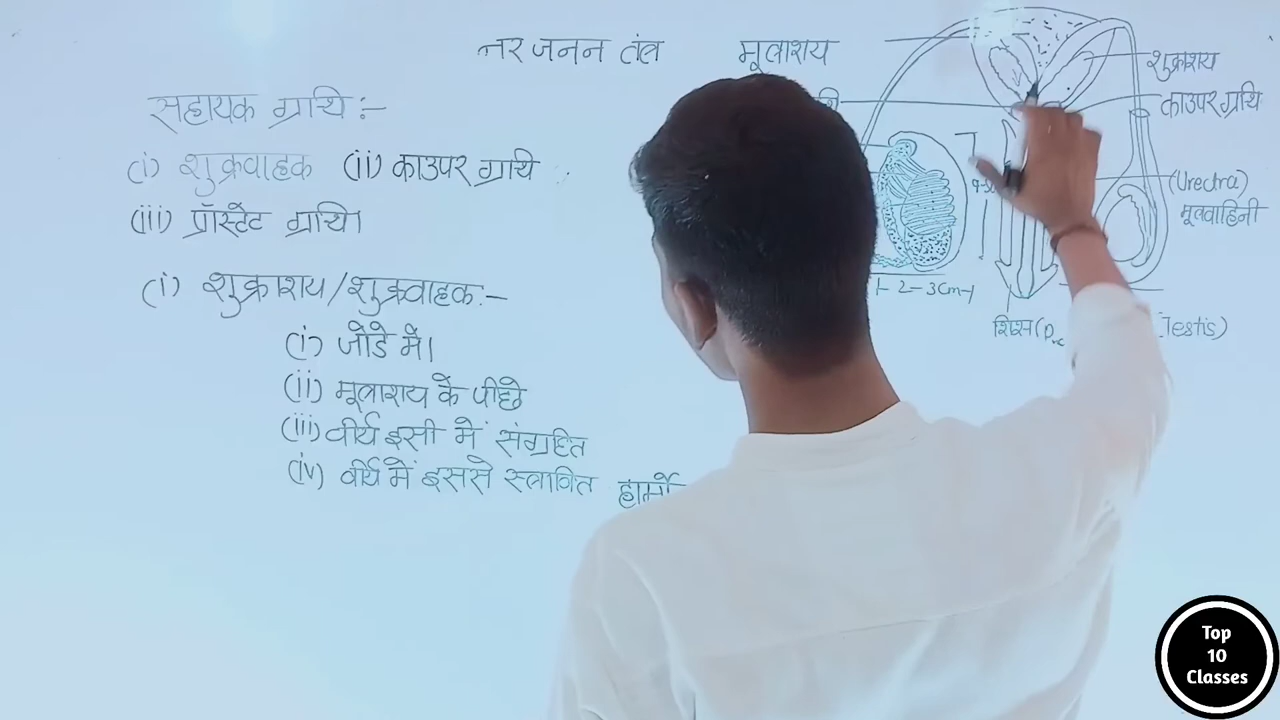 नर जनन तंत्र
मूत्राशय
सहायक ग्रंथि :-
(i) शुक्रवाहक (ii) काउपर ग्रंथि
(iii) प्रॉस्टेट ग्रंथि।
(i) शुक्राशय/शुक्रवाहक :-
(i) जोडे में।
(ii) मूत्राशय के पीछे
(iii) वीर्य इसी में संग्रहित
(iv) वीर्य में इससे स्त्रावित हार्मो
शुक्राशय
काउपर ग्रंथि
(Urectra)
मूत्रवाहिनी
2-3cm
शिश्न (
Testis)
Top
10
Classes